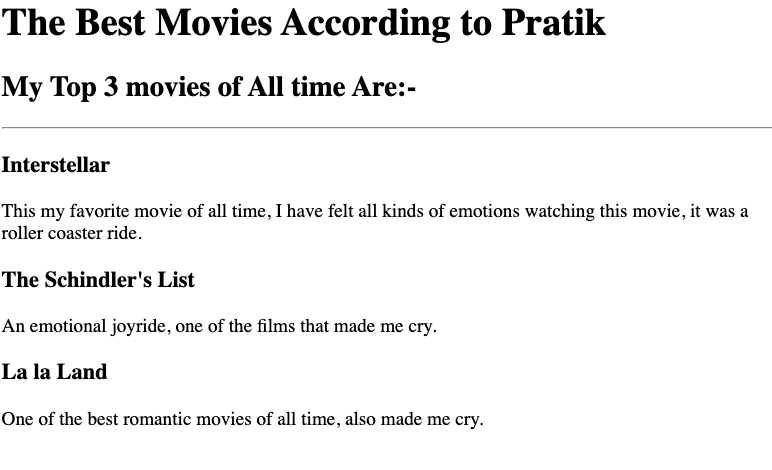 The Best Movies According to Pratik
My Top 3 movies of All time Are:-
Interstellar
This my favorite movie of all time, I have felt all kinds of emotions watching this movie, it was a
roller coaster ride.
The Schindler's List
An emotional joyride, one of the films that made me cry.
La la Land
One of the best romantic movies of all time, also made me cry.